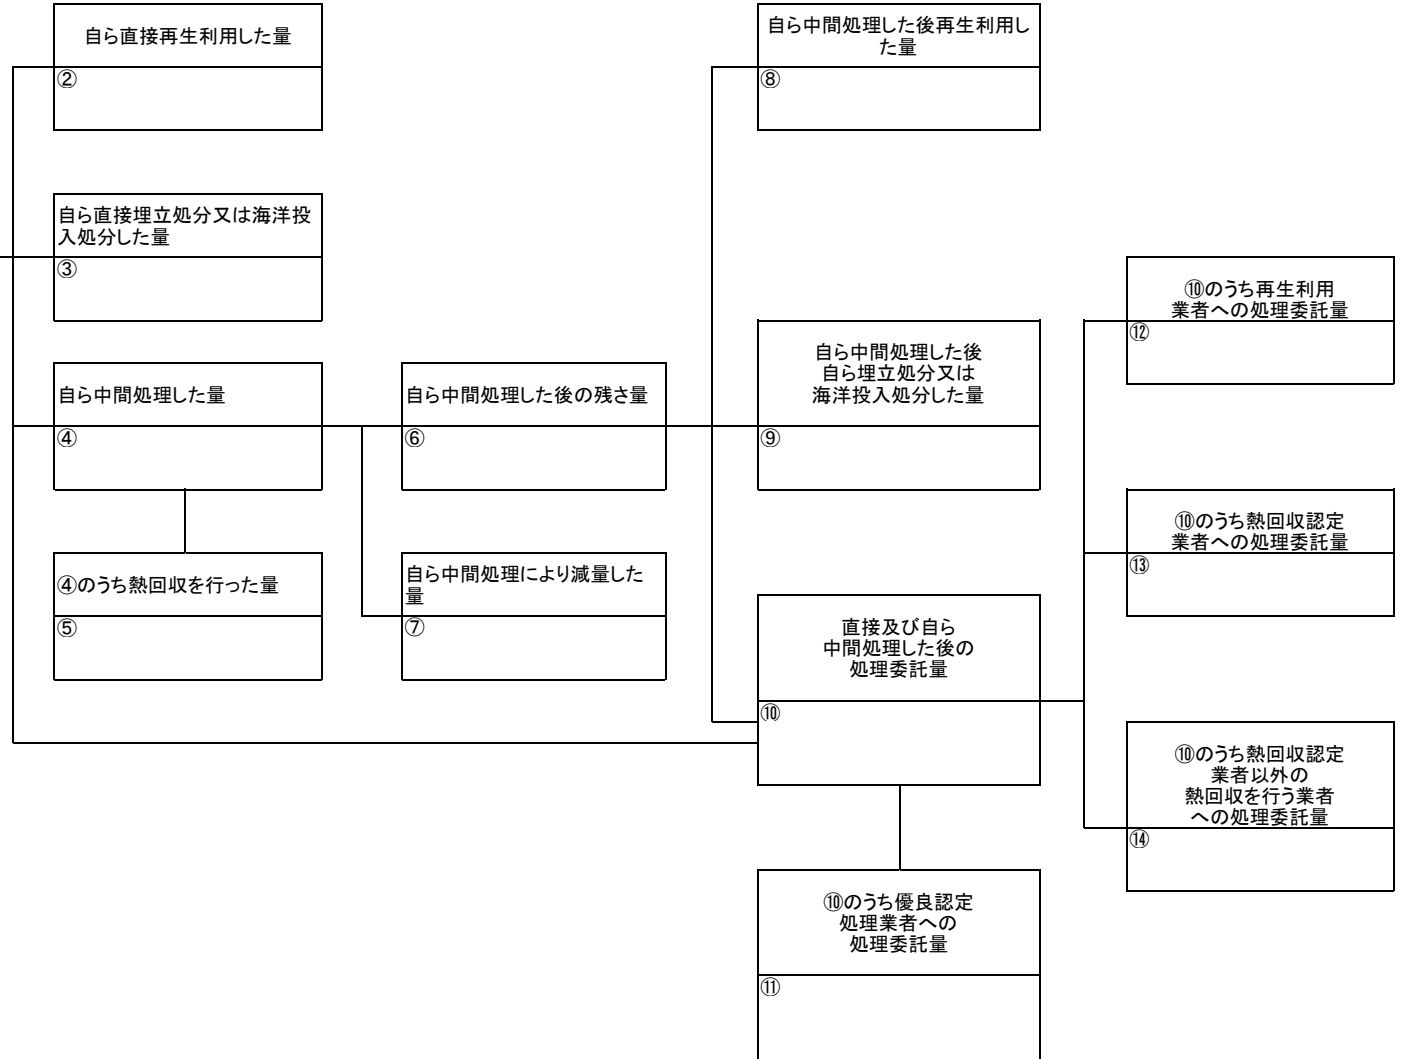 自ら直接再生利用した量
②
自ら直接埋立処分又は海洋投
入処分した量
③
自ら中間処理した量
④
④のうち熱回収を行った量
⑤
自ら中間処理した後の残さ量
⑥
自ら中間処理により減量した
量
⑦
自ら中間処理した後再生利用し
た量
⑧
自ら中間処理した後
自ら埋立処分又は
海洋投入処分した量
⑨
直接及び自ら
中間処理した後の
処理委託量
⑩
⑩のうち優良認定
処理業者への
処理委託量
⑪
⑩のうち再生利用
業者への処理委託量
⑫
⑩のうち熱回収認定
業者への処理委託量
⑬
⑩のうち熱回収認定
業者以外の
熱回収を行う業者
への処理委託量
⑭